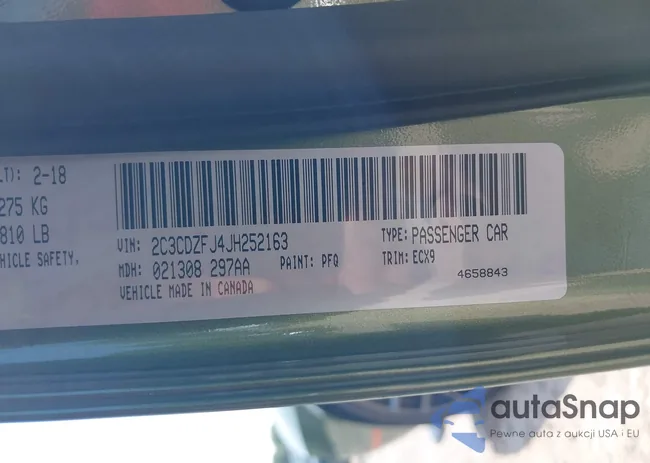 LT): 2-18
275 KG
810 LB
HICLE SAFETY.
VIN: 2C3CDZFJ4JH252163
TYPE: PASSENGER CAR
MDH: 021308 297AA
PAINT: PFQ
TRIM: ECX9
VEHICLE MADE IN CANADA
4658843
autaSnap
Pewne auta z aukcji USA i EU